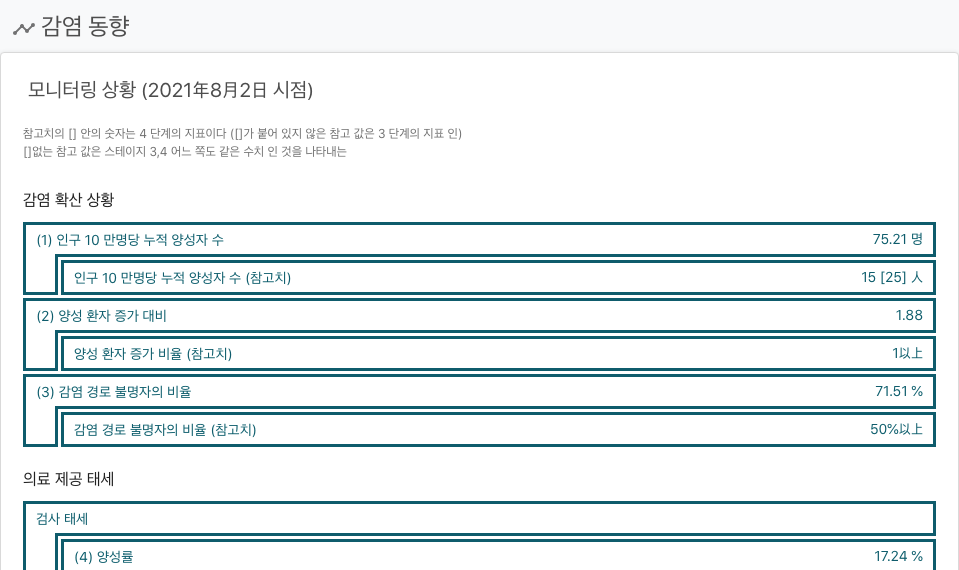 감염 동향
모니터링 상황 (2021年8月2日 시점)
참고치의 [] 안의 숫자는 4 단계의 지표이다 ([]가 붙어 있지 않은 참고 값은 3 단계의 지표 인)
[]없는 참고 값은 스테이지 3,4 어느 쪽도 같은 수치 인 것을 나타내는
감염 확산 상황
(1) 인구 10 만명당 누적 양성자 수 75.21 명
인구 10 만명당 누적 양성자 수 (참고치) 15 [25] 人
(2) 양성 환자 증가 대비 1.88
양성 환자 증가 비율 (참고치) 1以上
(3) 감염 경로 불명자의 비율 71.51 %
감염 경로 불명자의 비율 (참고치) 50%以上
의료 제공 태세
검사 태세
(4) 양성률 17.24 %